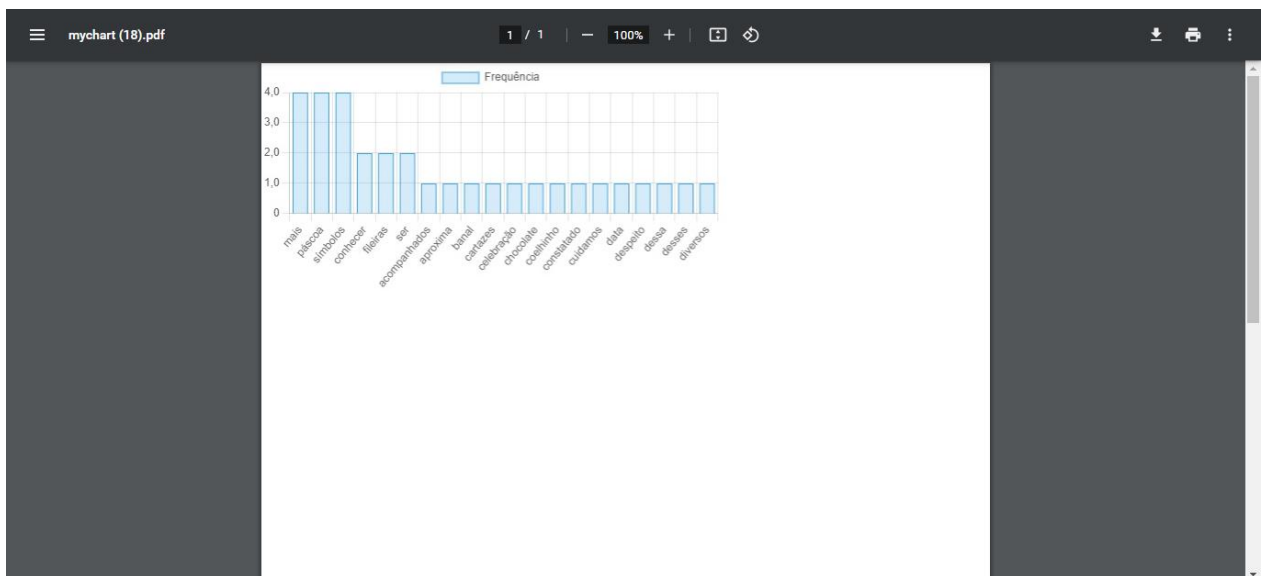 mychart (18).pdf
1 / 1
100%
Frequência
4,0
3,0
2,0
1,0
0
mais
páscoa
símbolos
conhecer
fileiras
ser
acompanhados
aproxima
banal
cartazes
celebração
chocolate
coelhinho
constatado
cuidamos
data
despeito
dessa
desses
diversos